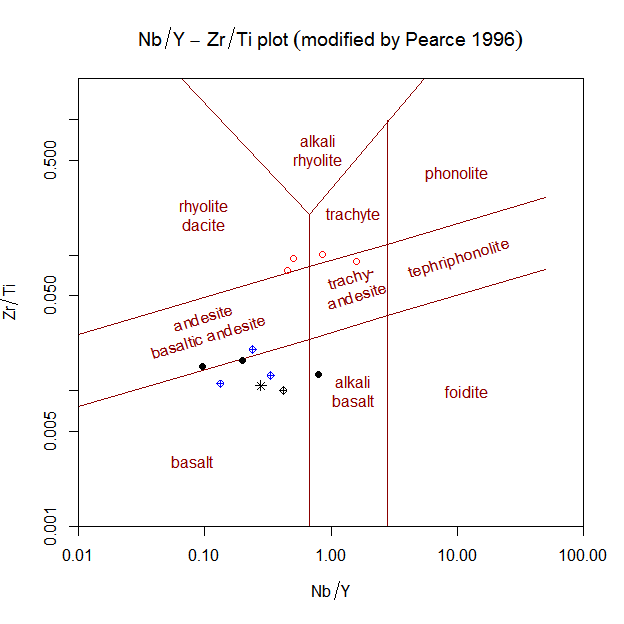 Nb/Y – Zr/Ti plot (modified by Pearce 1996)
alkali
rhyolite
phonolite
rhyolite
dacite
trachyte
tephriphonolite
trachy-
andesite
andesite
basaltic andesite
alkali
basalt
foidite
basalt
Zr/Ti
0.500
0.050
0.005
0.001
0.01
0.10
1.00
10.00
100.00
Nb/Y